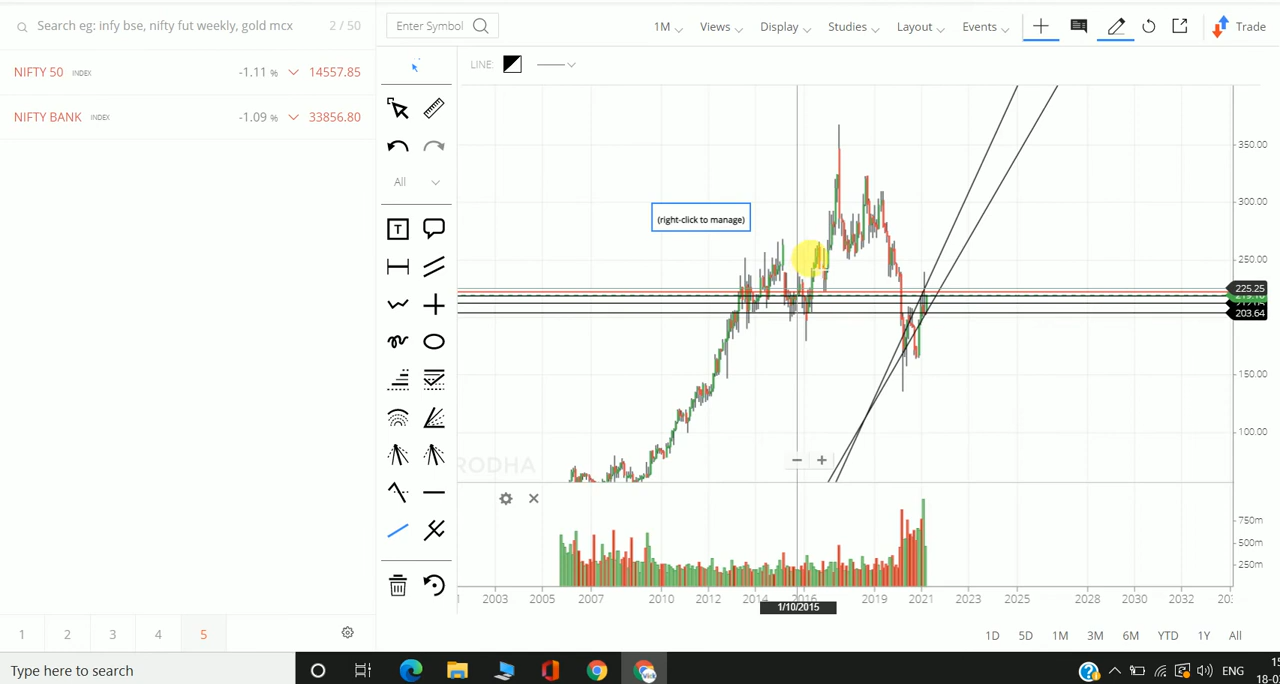 Search eg: infy bse, nifty fut weekly, gold mcx 2 / 50
NIFTY 50 INDEX -1.11 % 14557.85
NIFTY BANK INDEX -1.09 % 33856.80
Enter Symbol
1M Views Display Studies Layout Events Trade
LINE:
All
T
(right-click to manage)
350.00
300.00
250.00
225.25
203.64
150.00
100.00
RODHA
750m
500m
250m
2003 2005 2007 2010 2012 2014 2016 2019 2021 2023 2025 2028 2030 2032
1/10/2015
1D 5D 1M 3M 6M YTD 1Y All
1 2 3 4 5
Type here to search
ENG